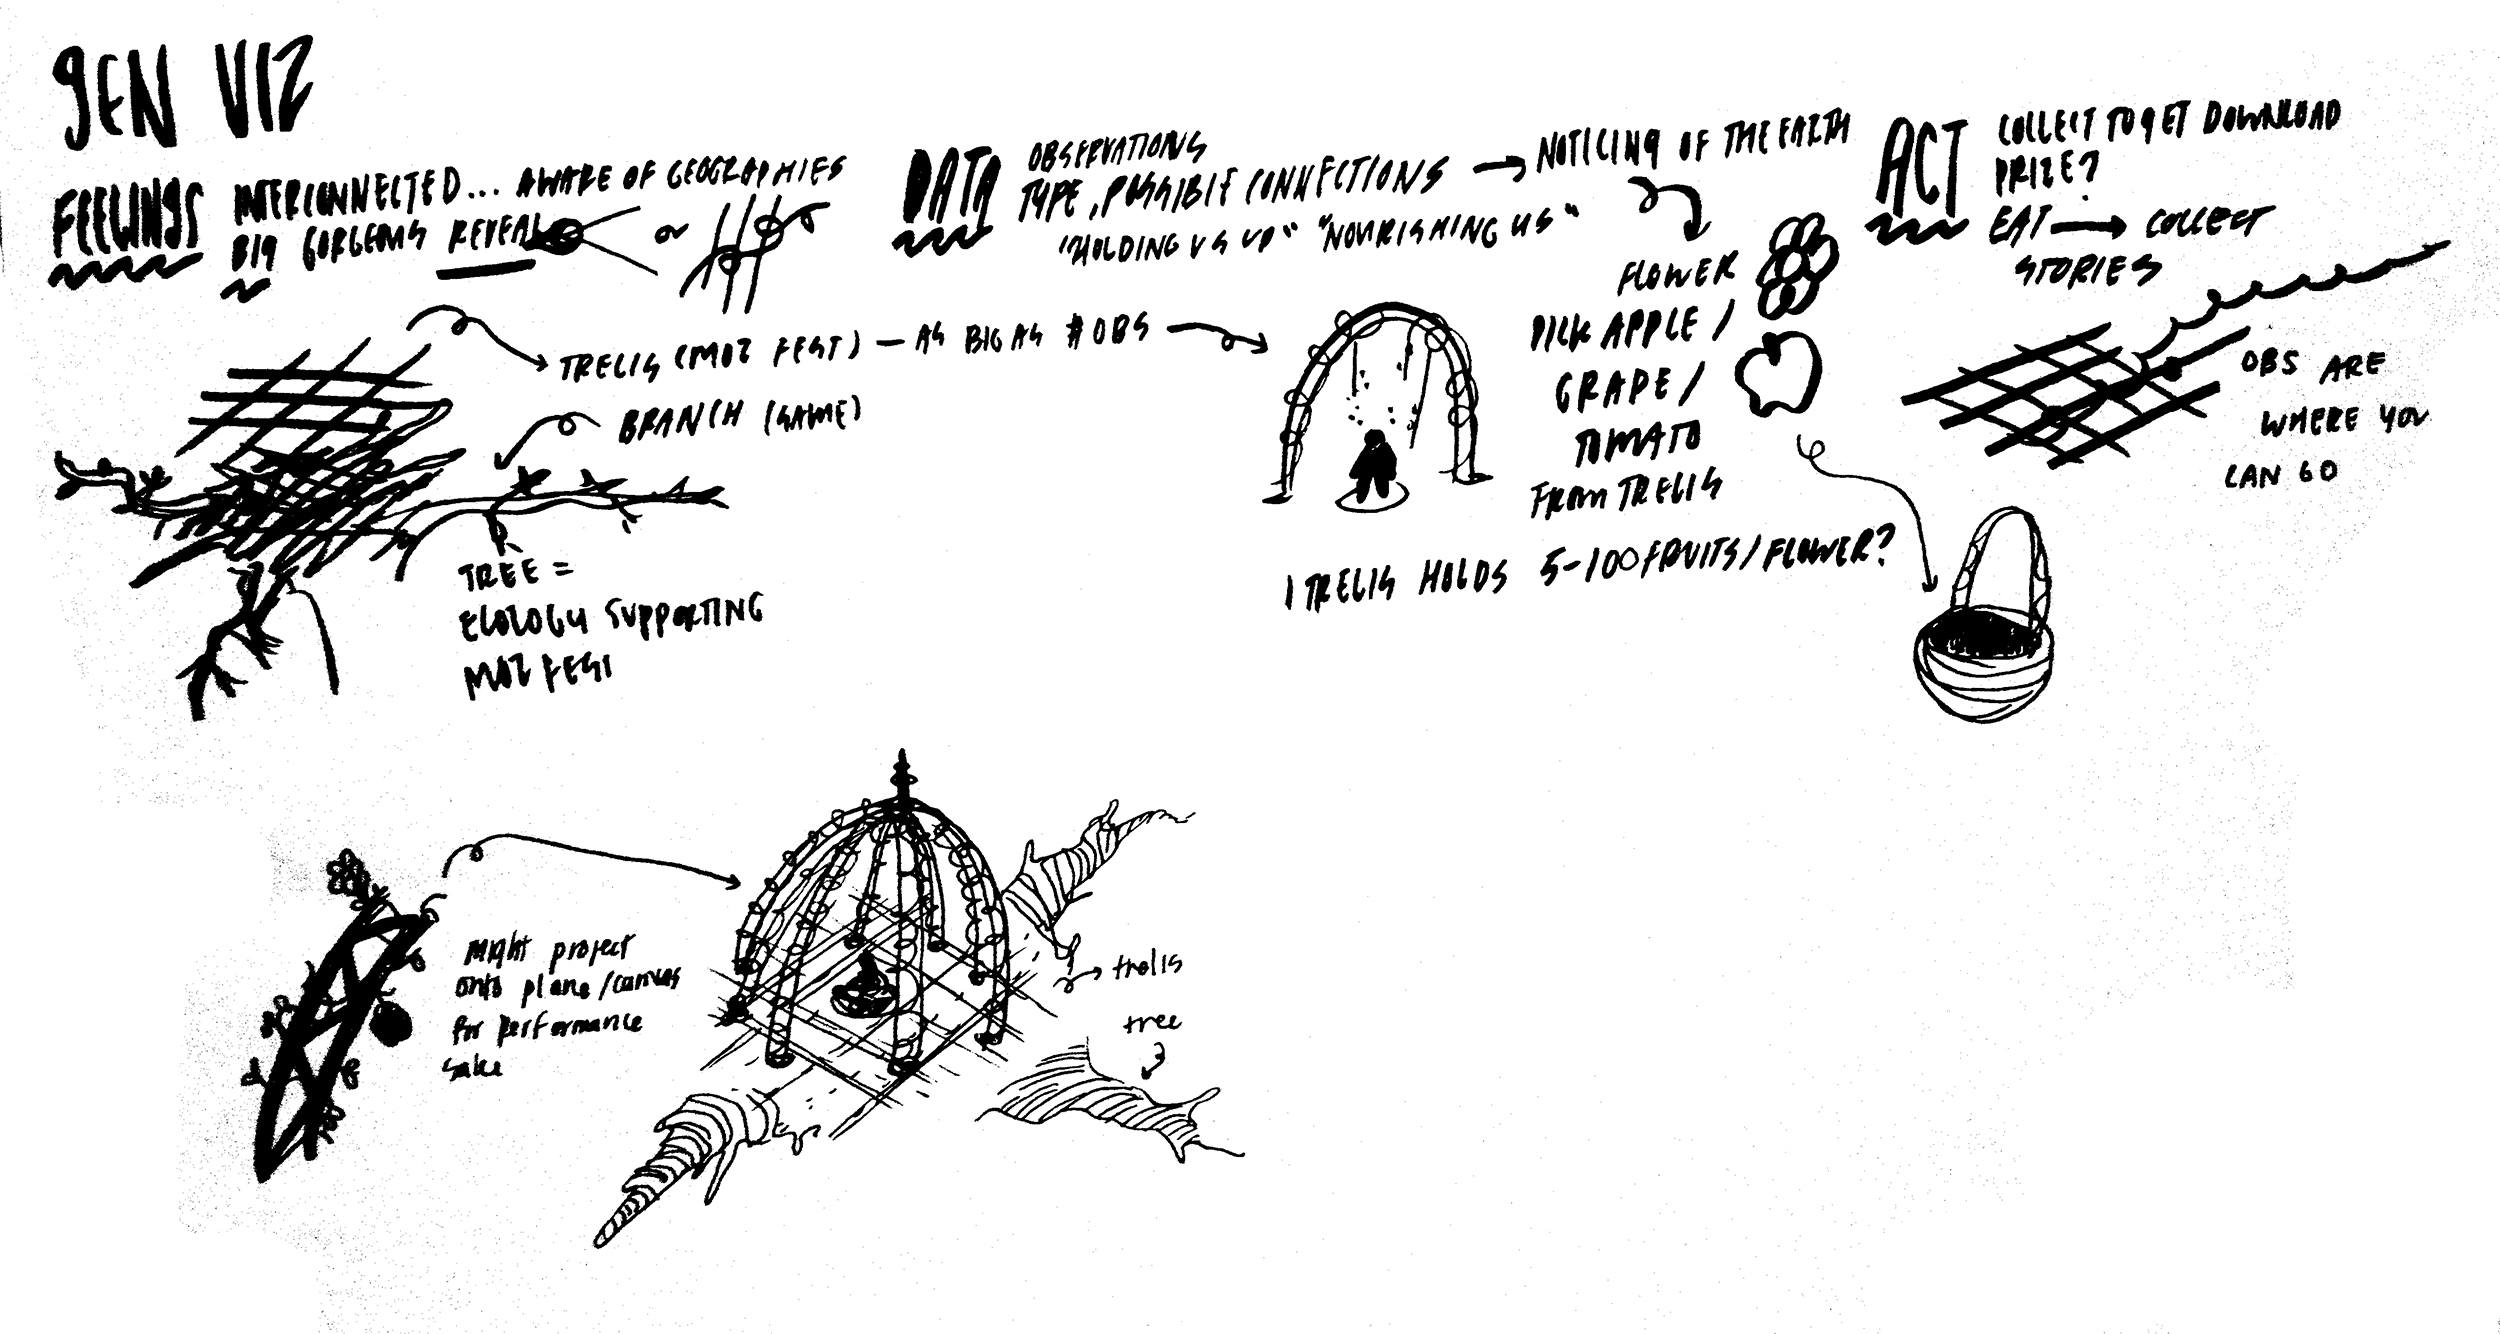 GEN VIZ
FEELINGS
INTERCONNECTED... AWARE OF GEOGRAPHIES
BIG GORGEOUS REVEAL
or
DATA
OBSERVATIONS
TYPE, POSSIBLE CONNECTIONS → NOTICING OF THE EARTH
"HOLDING US UP" "NOURISHING US"
ACT
COLLECT TO GET DOWNLOAD
PRIZE?
EAT → COLLECT
STORIES
TRELIS (MOZ FEST) — AS BIG AS # OBS
BRANCH (GAME)
TREE =
ECOLOGY SUPPORTING
MOZ FEST
FLOWER
PICK APPLE /
GRAPE /
TOMATO
FROM TRELIS
1 TRELIS HOLDS 5-100 FRUITS/FLOWER?
OBS ARE
WHERE YOU
CAN GO
might project
onto plane/canvas
for performance
sake
trelis
tree